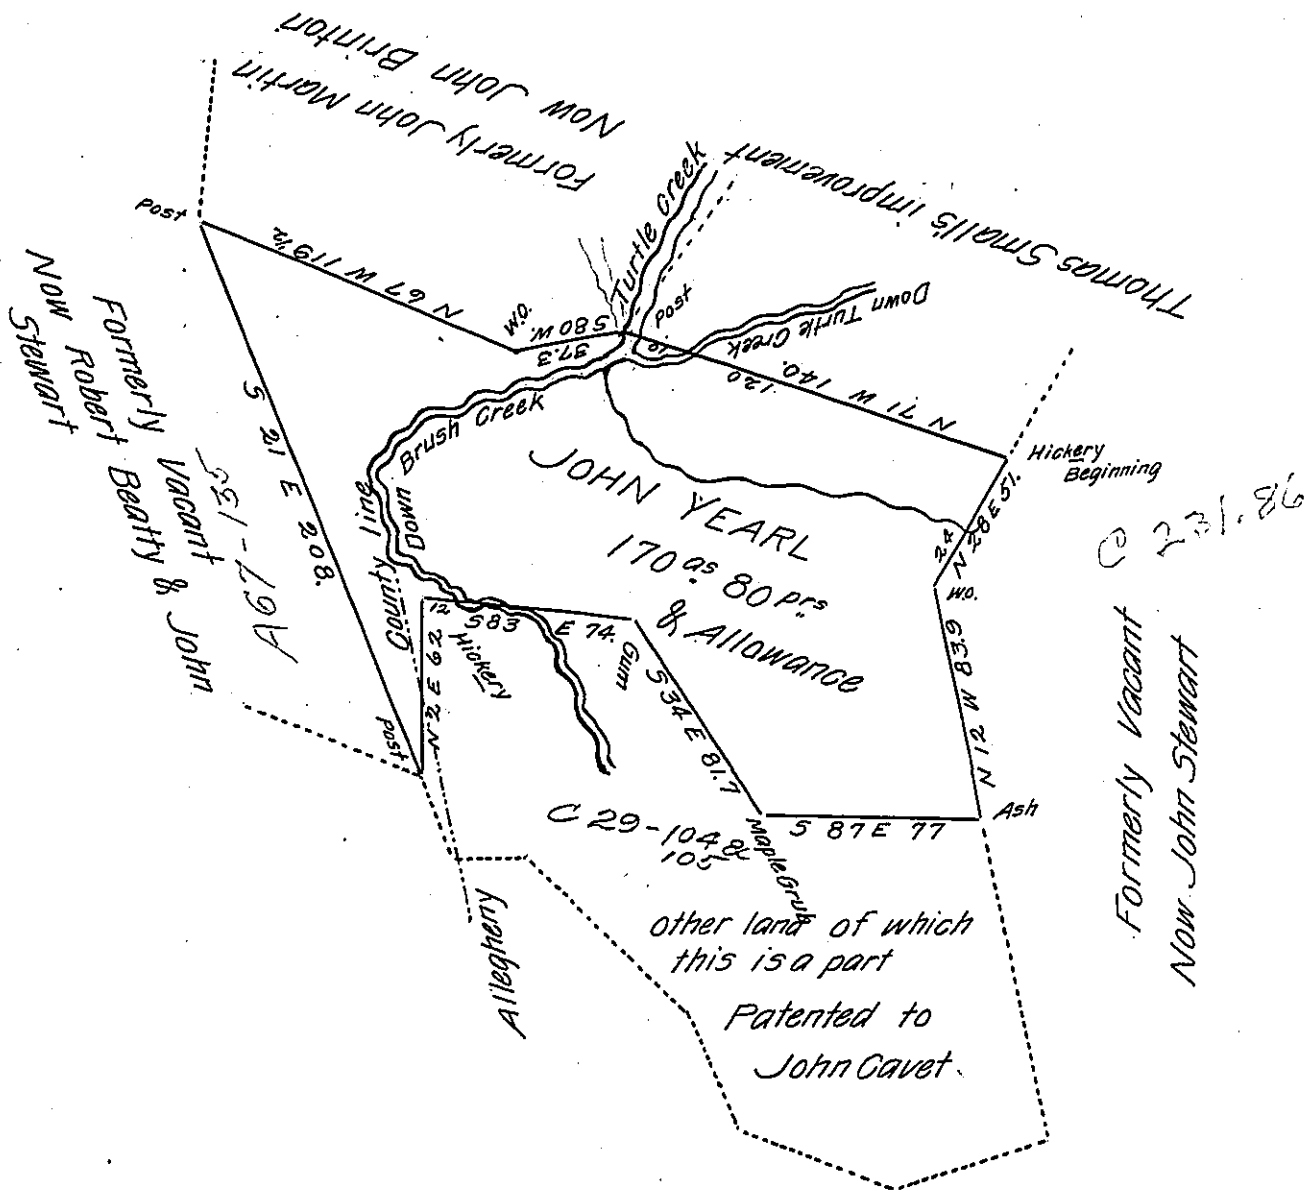 Now John Brinton
Formerly John Martin
Turtle Creek
Thomas Small's improvement
Post
N 67 W 119½
W.O.
S 80 W.
37.3
post
Down Turtle Creek
120
N 71 W 140.
Hickery
Beginning
N 28 E 51.
24
W.O.
C 231.86
Formerly Vacant
Now Robert Beatty & John
Stewart
A67-135
S 21 E 208.
Brush Creek
Down
County line
JOHN YEARL
170 as 80 prs
& Allowance
12
S 83 E 74.
Hickory
Gum
N 2 E 62
post
S 34 E 81.7
N 12 W 83.9
Formerly Vacant
Now John Stewart
C 29-104 &
105
Maple Grub
S 87 E 77
Ash
Allegheny
other land of which
this is a part
Patented to
John Cavet.